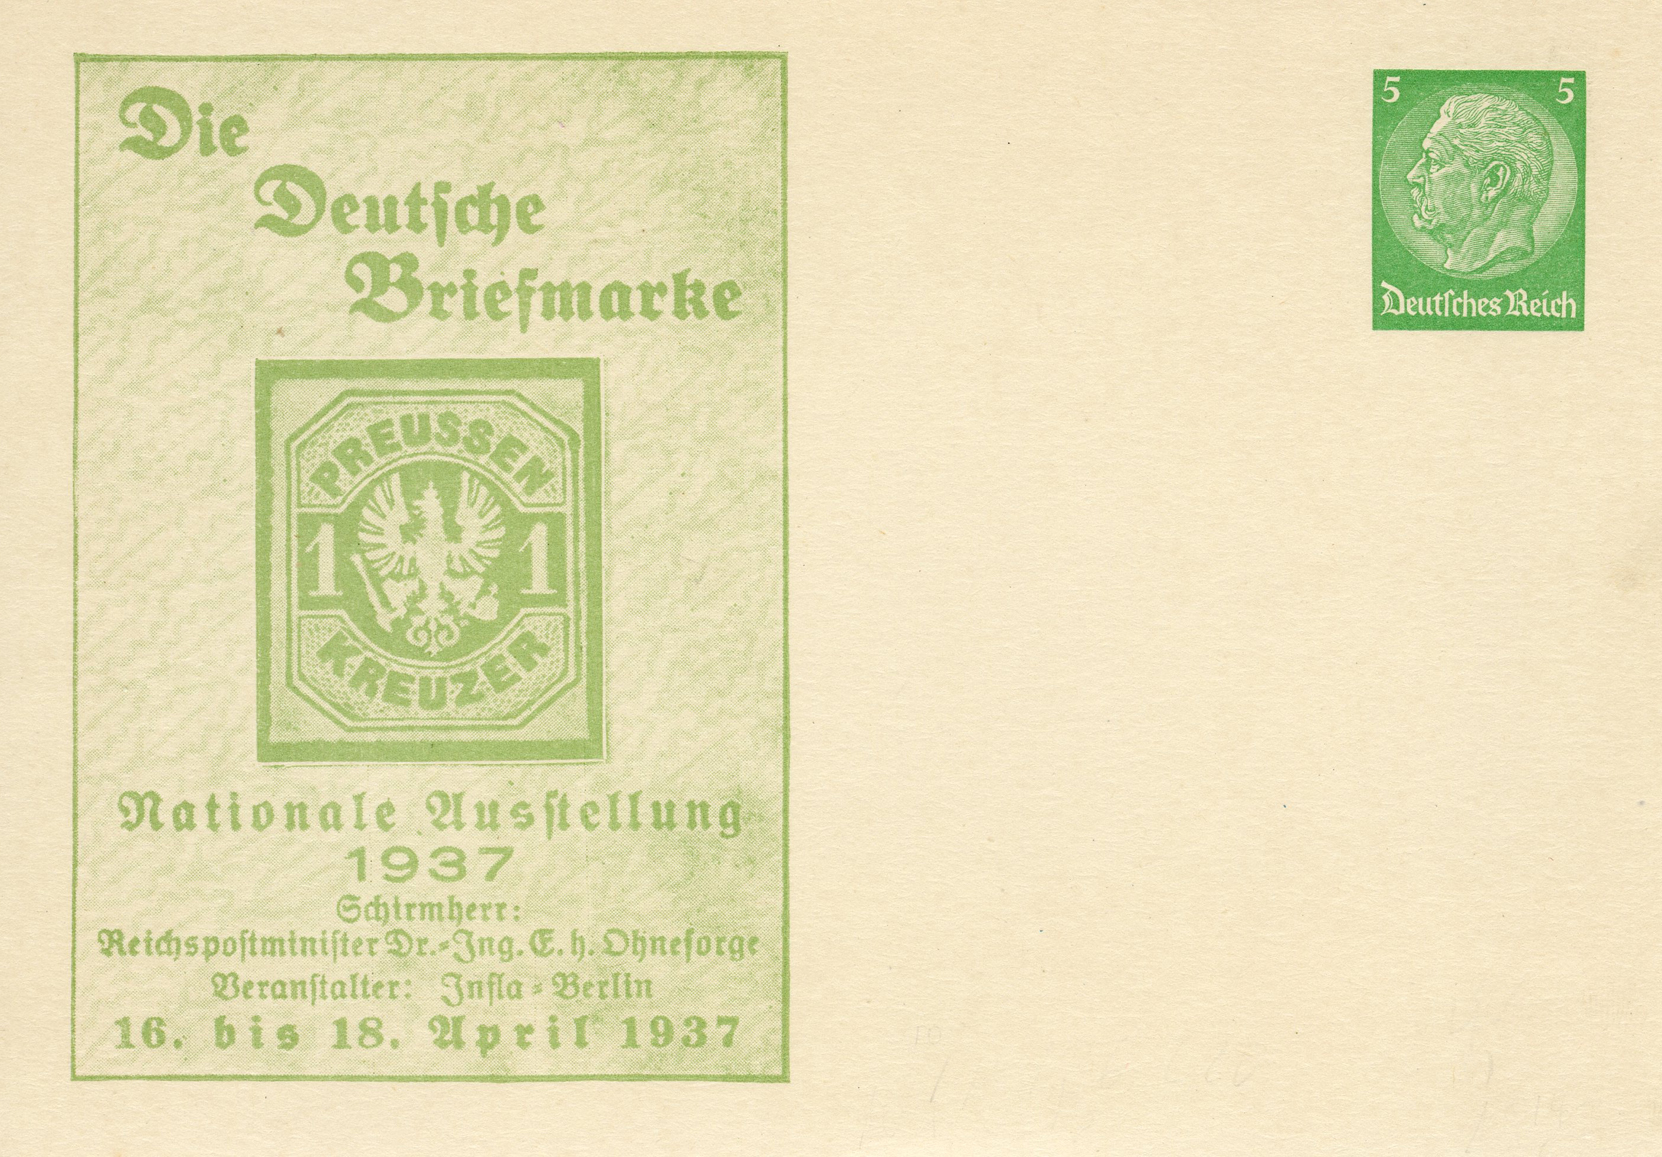 Die
Deutsche
Briefmarke
PREUSSEN
1 1
KREUZER
Nationale Ausstellung
1937
Schirmherr:
Reichspostminister Dr.-Ing. E. h. Ohnesorge
Veranstalter: Infla-Berlin
16. bis 18. April 1937
5 5
Deutsches Reich